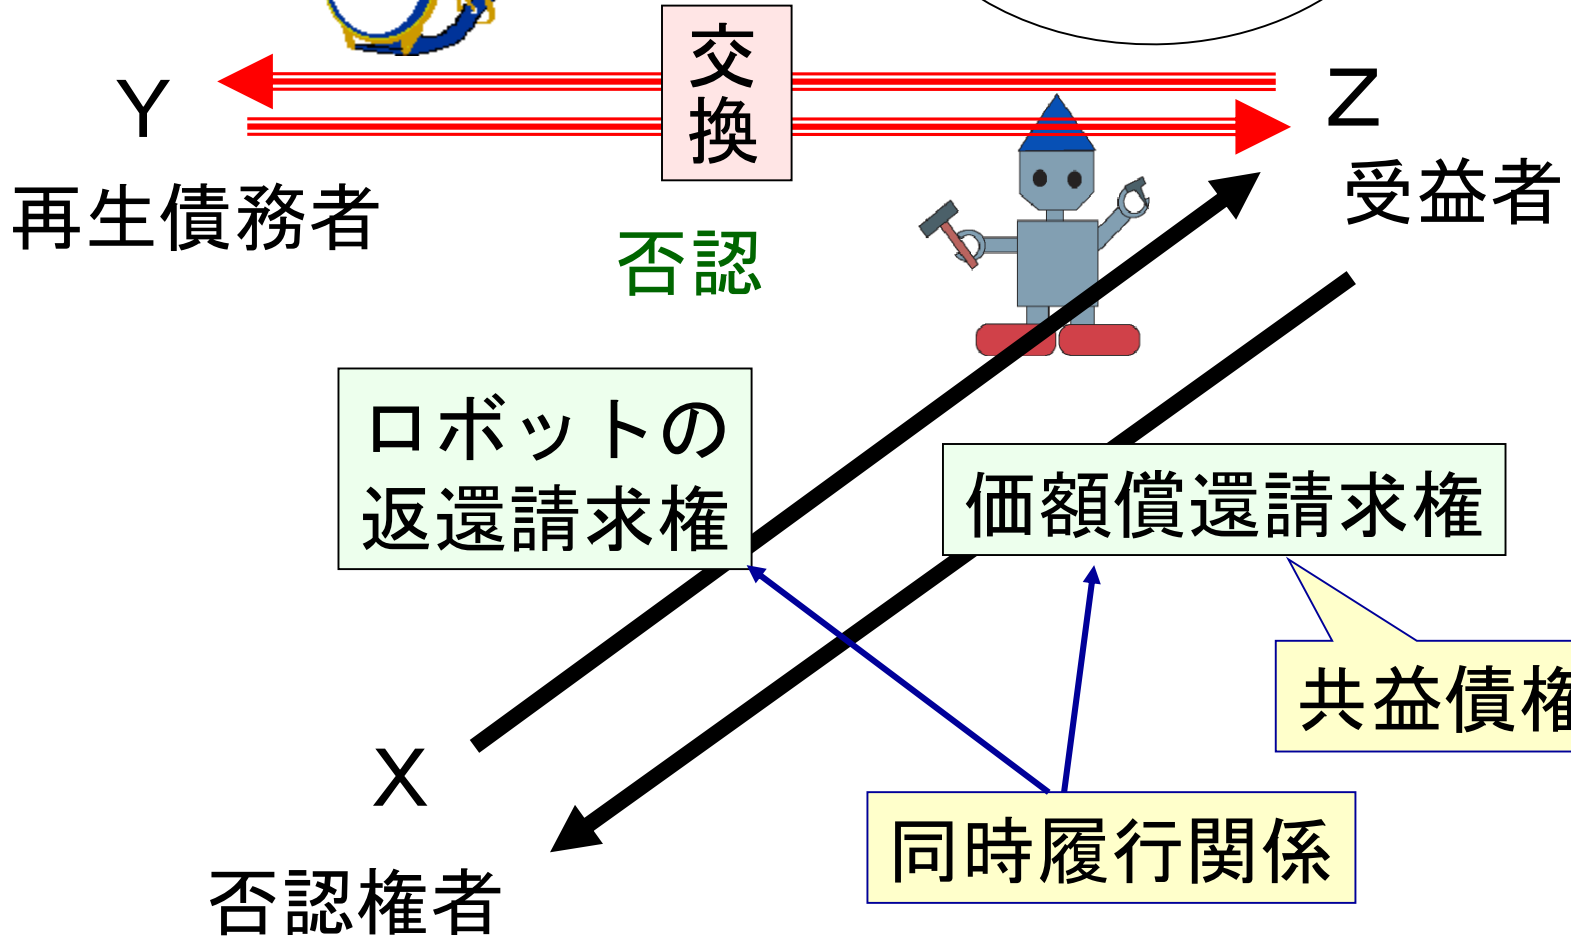 交換
Y
Z
再生債務者
受益者
否認
ロボットの
返還請求権
価額償還請求権
共益債権
X
同時履行関係
否認権者